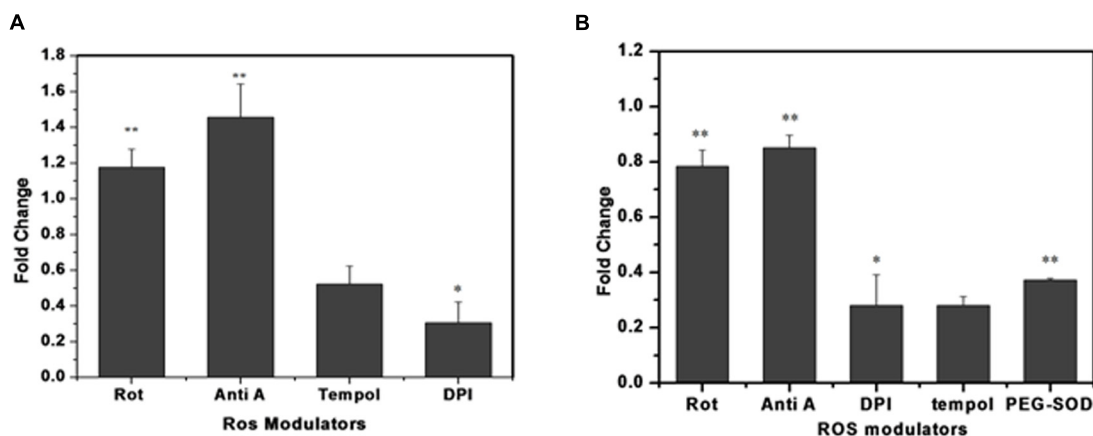 A
1.8
1.6
1.4
1.2
1.0
0.8
0.6
0.4
0.2
0.0
Fold Change
** ** *
Rot Anti A Tempol DPI
Ros Modulators
B
1.2
1.0
0.8
0.6
0.4
0.2
0.0
Fold Change
** ** * **
Rot Anti A DPI tempol PEG-SOD
ROS modulators